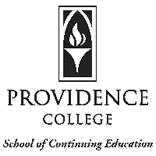 PROVIDENCE
COLLEGE
School of Continuing Education